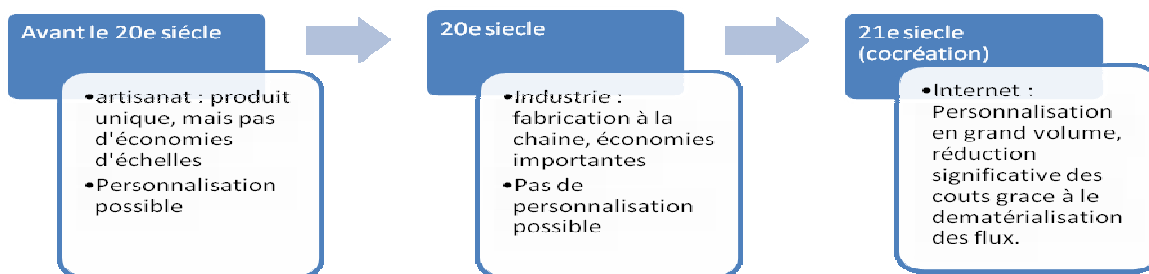 Avant le 20e siécle
•artisanat : produit
unique, mais pas
d'économies
d'échelles
•Personnalisation
possible
20e siecle
•Industrie :
fabrication à la
chaine, économies
importantes
•Pas de
personnalisation
possible
21e siecle
(cocréation)
•Internet :
Personnalisation
en grand volume,
réduction
significative des
couts grace à le
dematérialisation
des flux.